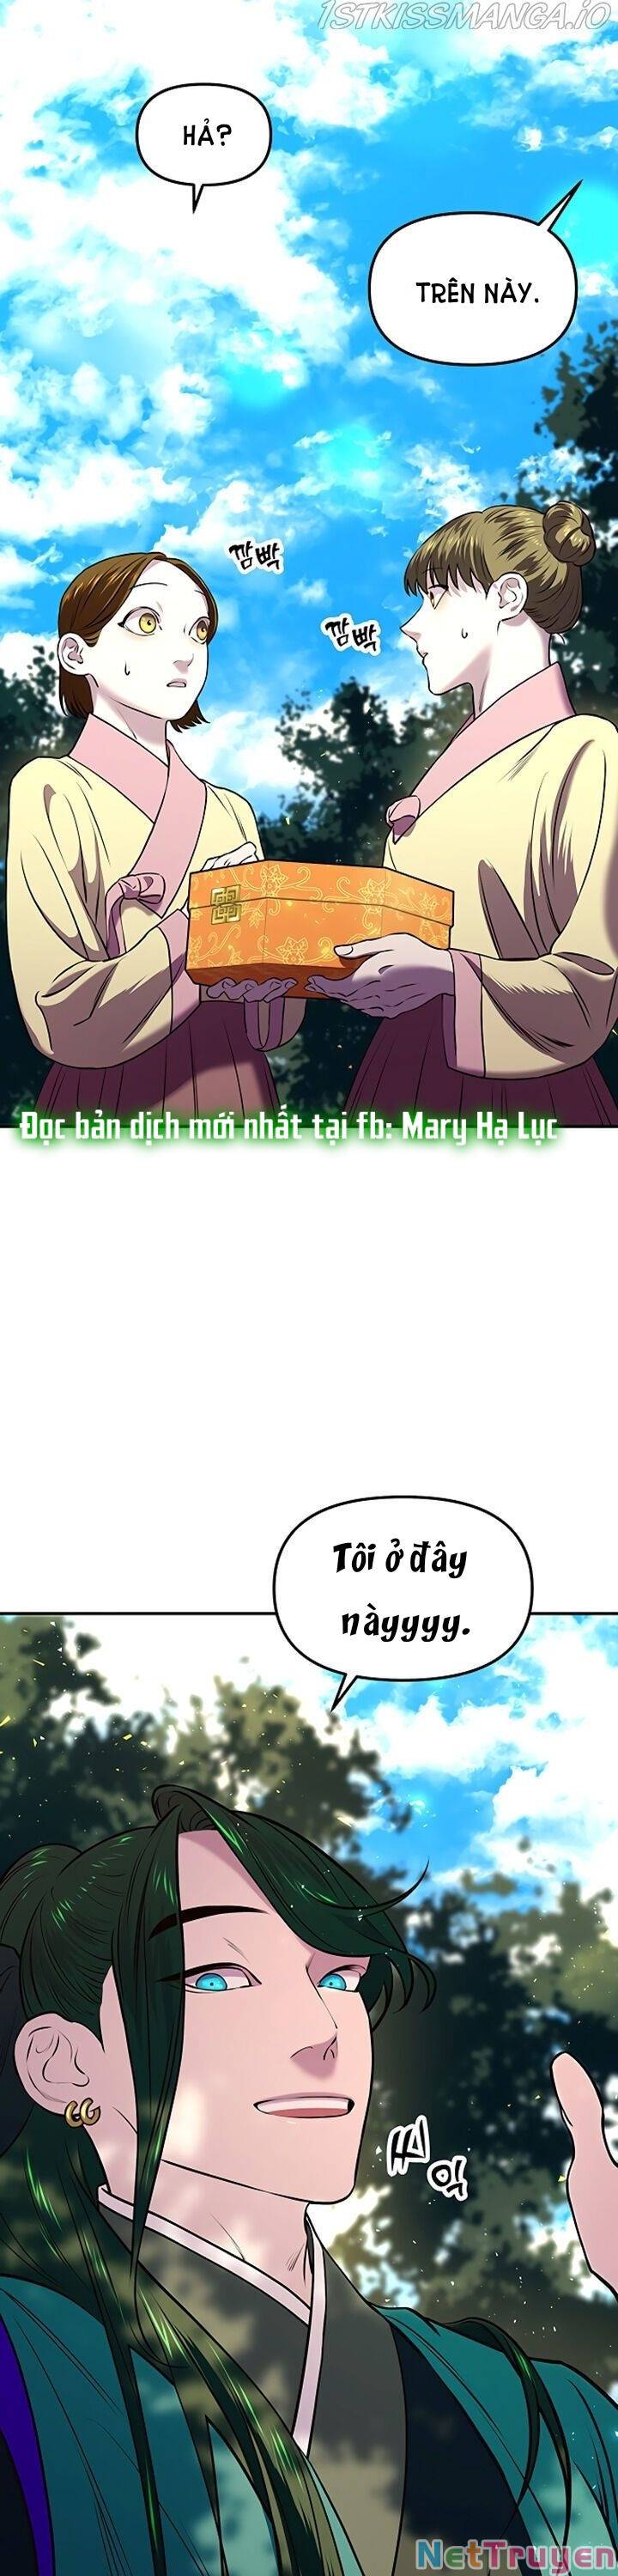 1STKISSMANGA.iO
HẢ?
TRÊN NÀY.
깜빡
깜빡
Đọc bản dịch mới nhất tại fb: Mary Hạ Lục
Tôi ở đây
nàyyyy.
씨익
NetTruyen
NetTruyen